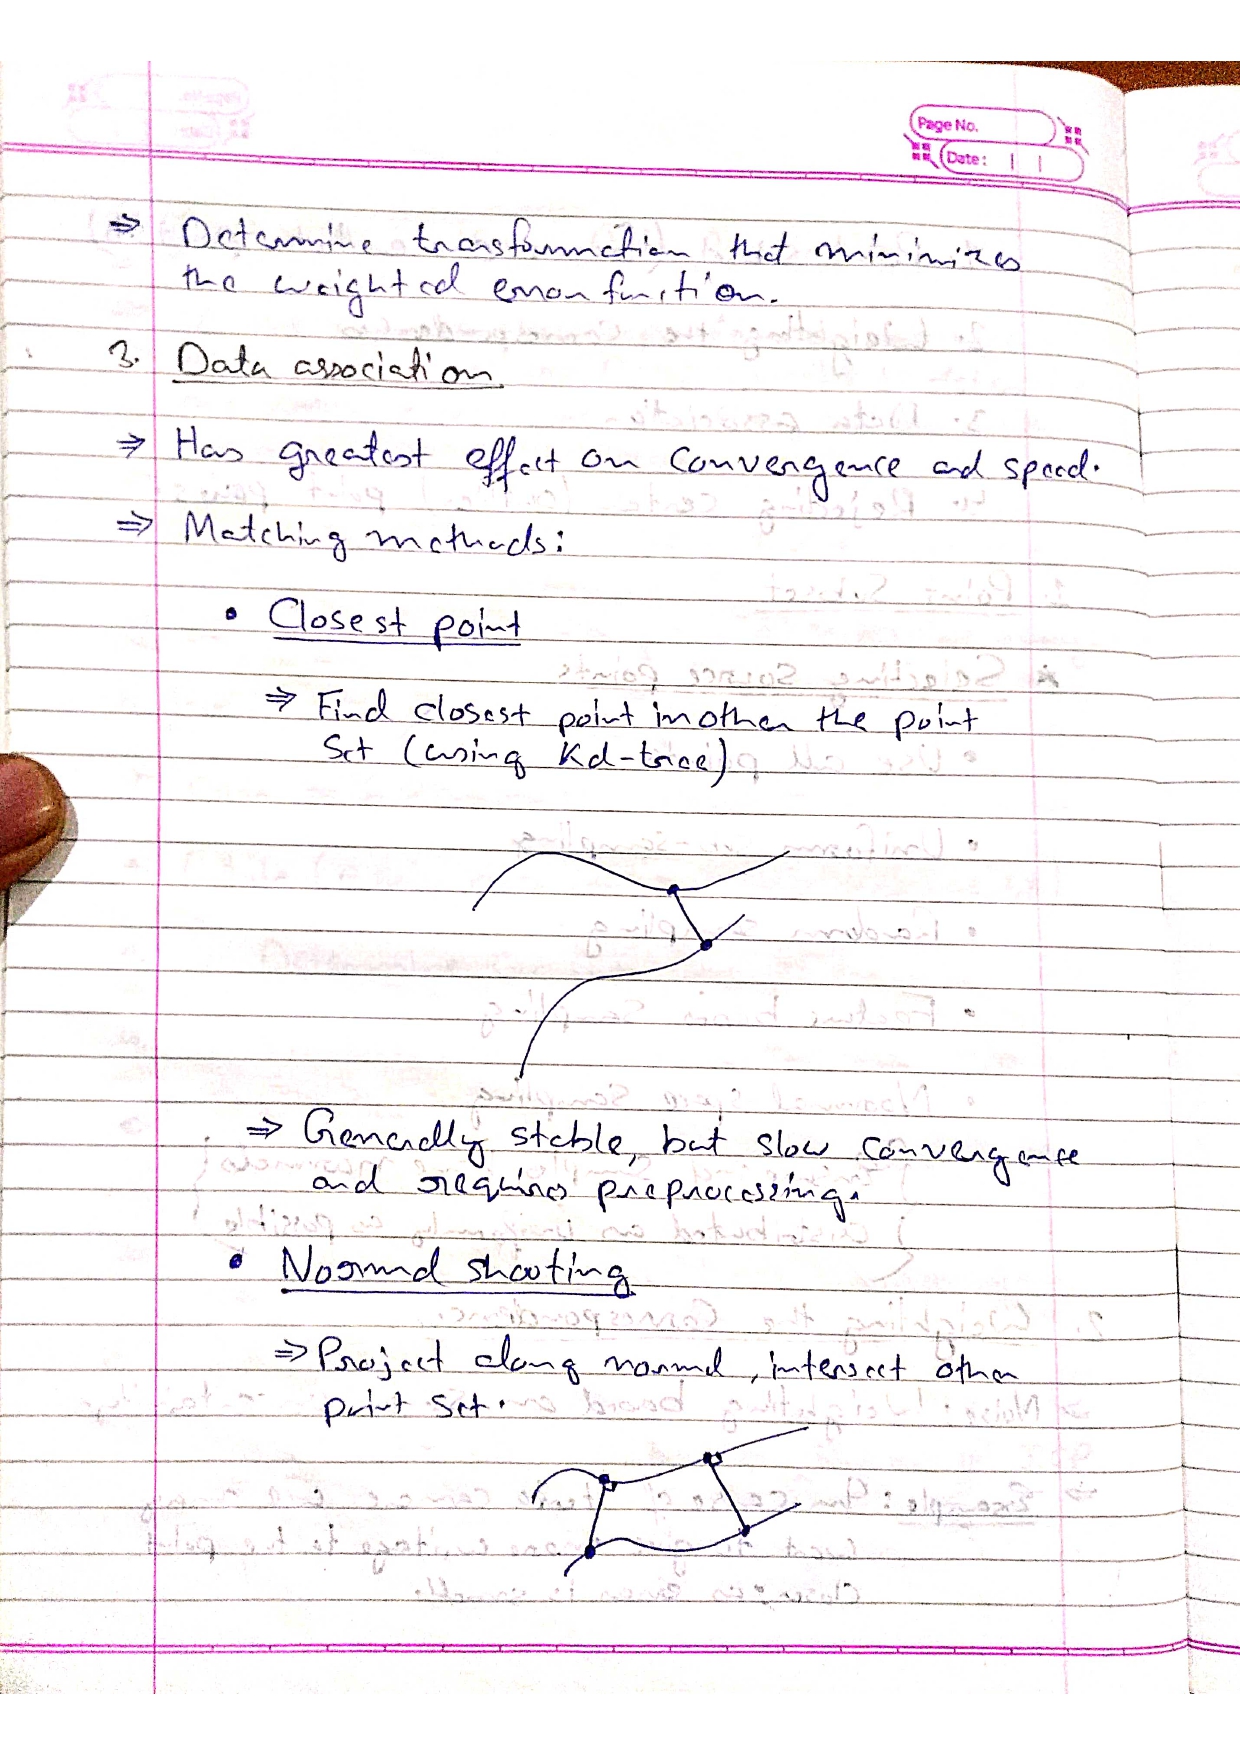 Page No.
Date:
⇒ Determine transformation that minimizes
the weighted error function.
3. Data association.
⇒ Has greatest effect on convergence and speed.
⇒ Matching methods:
• Closest point
⇒ Find closest point in other the point
Set (using Kd-tree)
⇒ Generally stable, but slow convergence
and requires preprocessing.
• Normal shooting
⇒ Project along normal, intersect other
point set.